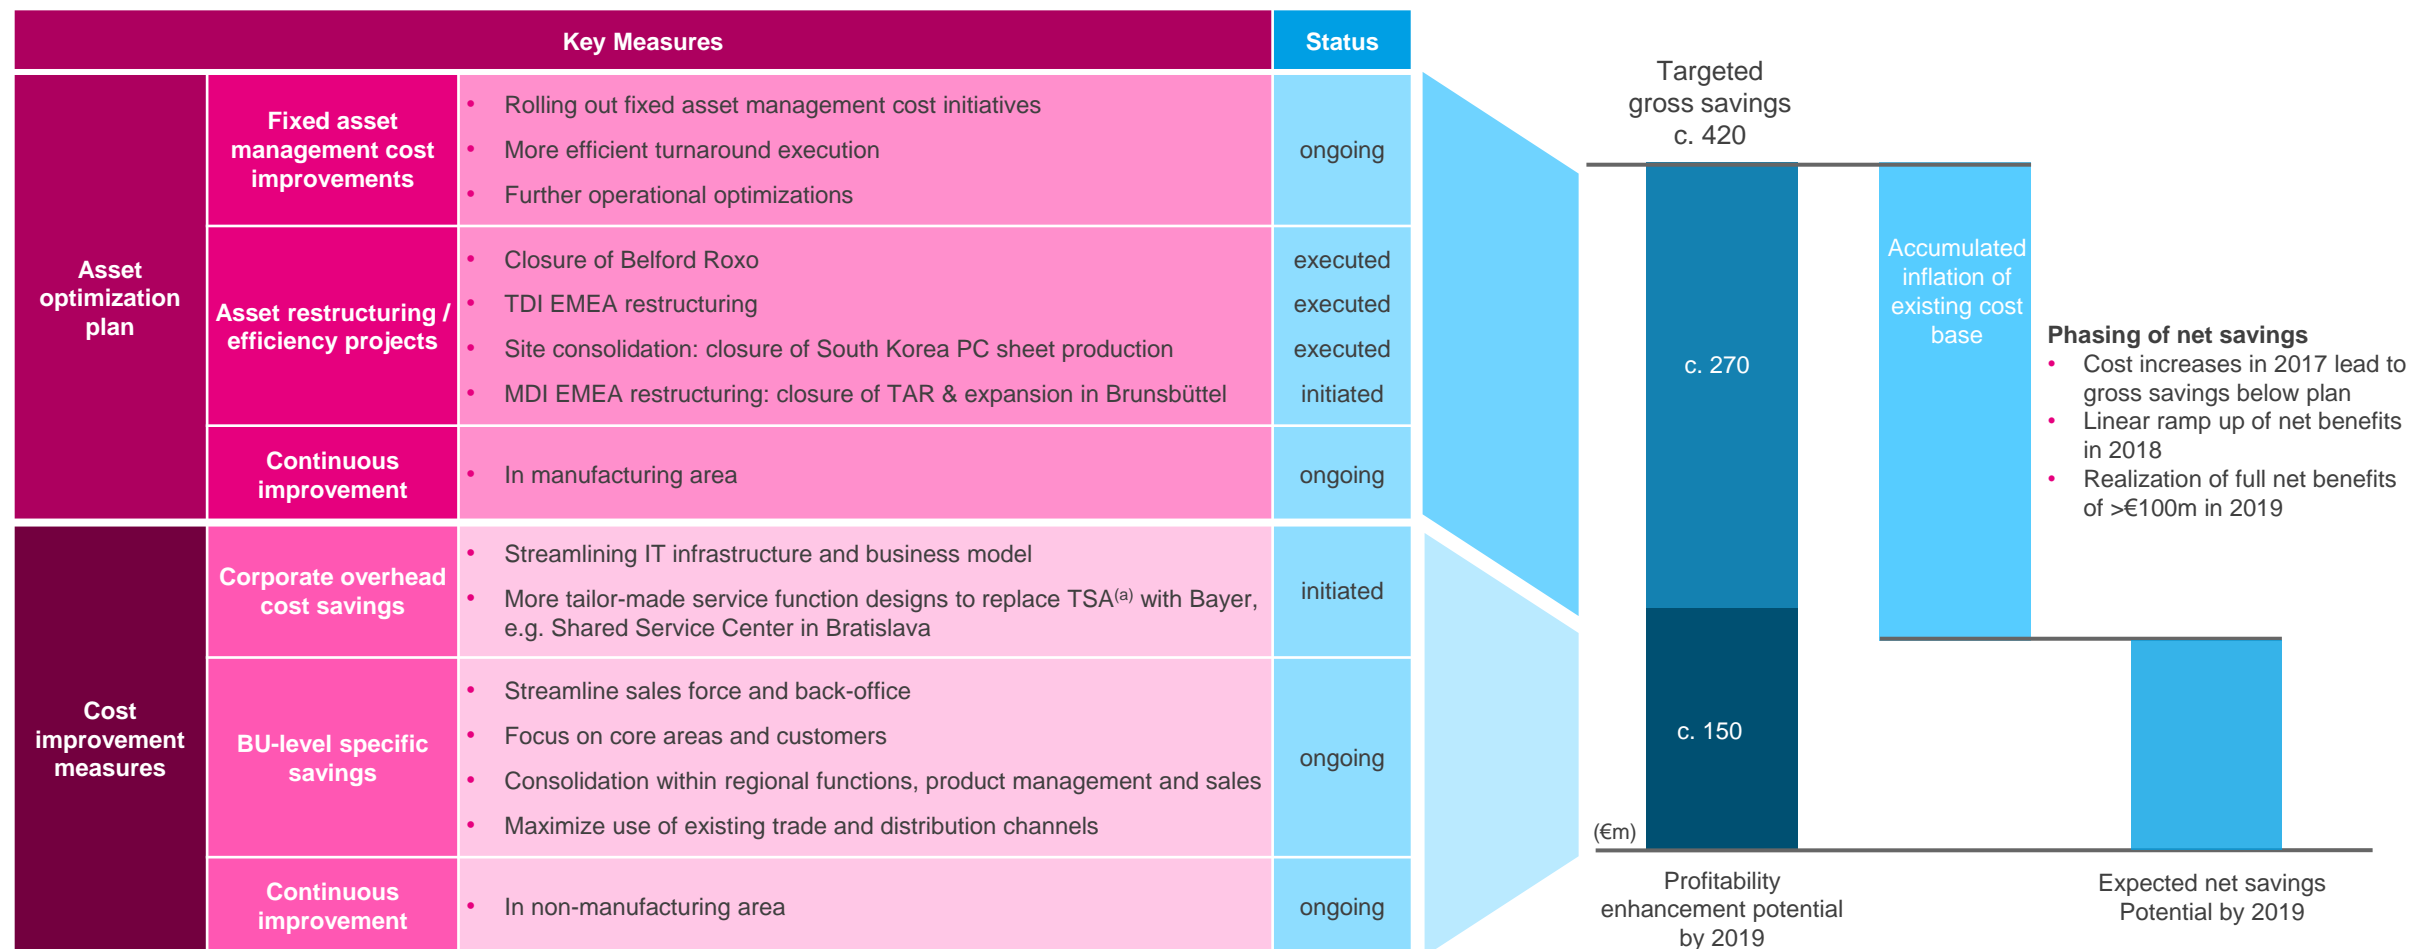 Key Measures
Status
Asset
optimization
plan
Fixed asset
management cost
improvements
• Rolling out fixed asset management cost initiatives
• More efficient turnaround execution
• Further operational optimizations
ongoing
Asset restructuring /
efficiency projects
• Closure of Belford Roxo
executed
• TDI EMEA restructuring
executed
• Site consolidation: closure of South Korea PC sheet production
executed
• MDI EMEA restructuring: closure of TAR & expansion in Brunsbüttel
initiated
Continuous
improvement
• In manufacturing area
ongoing
Cost
improvement
measures
Corporate overhead
cost savings
• Streamlining IT infrastructure and business model
• More tailor-made service function designs to replace TSA(a) with Bayer,
e.g. Shared Service Center in Bratislava
initiated
BU-level specific
savings
• Streamline sales force and back-office
• Focus on core areas and customers
• Consolidation within regional functions, product management and sales
• Maximize use of existing trade and distribution channels
ongoing
Continuous
improvement
• In non-manufacturing area
ongoing
Targeted
gross savings
c. 420
c. 270
c. 150
(€m)
Profitability
enhancement potential
by 2019
Accumulated
inflation of
existing cost
base
Phasing of net savings
• Cost increases in 2017 lead to
gross savings below plan
• Linear ramp up of net benefits
in 2018
• Realization of full net benefits
of >€100m in 2019
Expected net savings
Potential by 2019